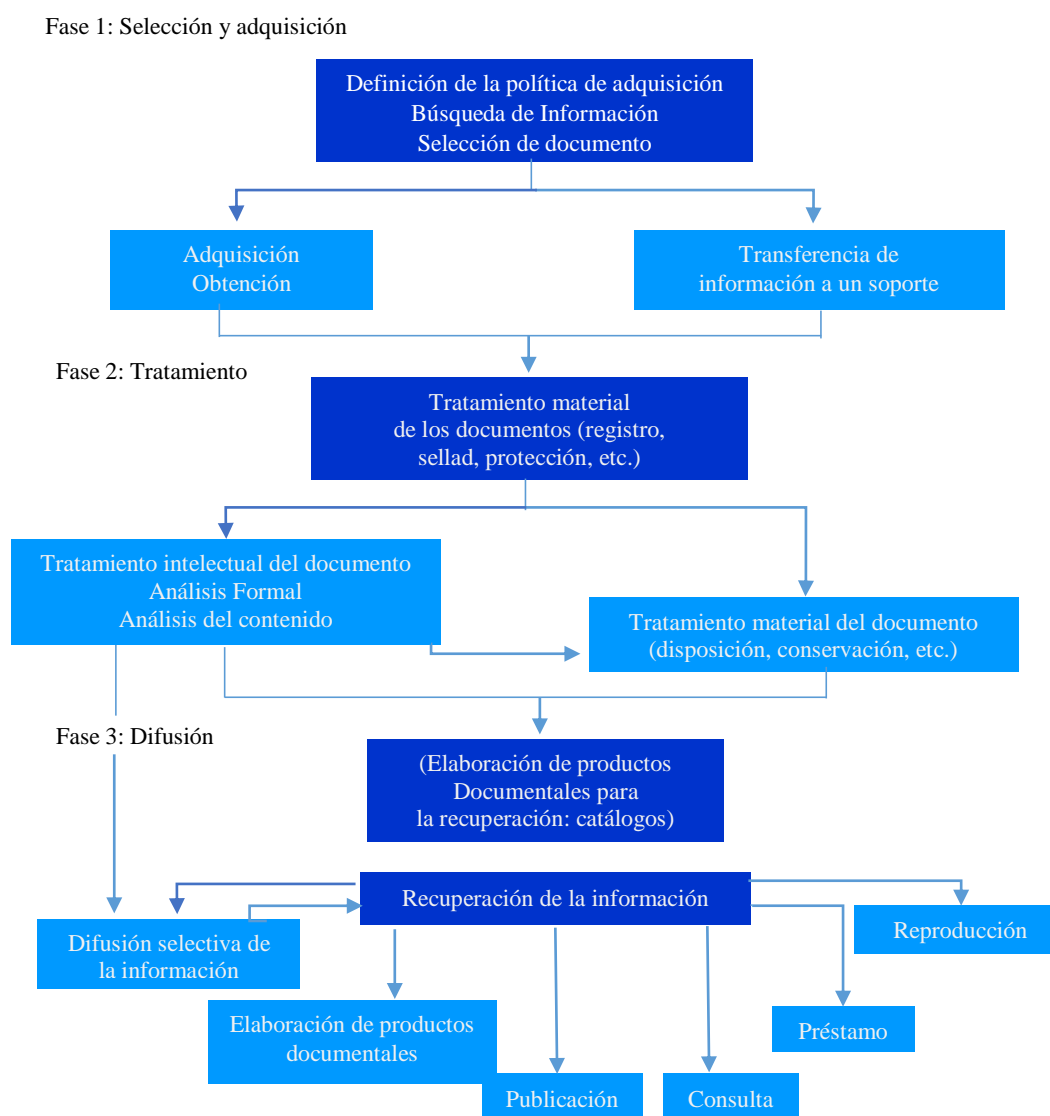 Fase 1: Selección y adquisición
Definición de la política de adquisición
Búsqueda de Información
Selección de documento
Adquisición
Obtención
Transferencia de
información a un soporte
Fase 2: Tratamiento
Tratamiento material
de los documentos (registro,
sellad, protección, etc.)
Tratamiento intelectual del documento
Análisis Formal
Análisis del contenido
Tratamiento material del documento
(disposición, conservación, etc.)
Fase 3: Difusión
(Elaboración de productos
Documentales para
la recuperación: catálogos)
Recuperación de la información
Difusión selectiva de
la información
Reproducción
Elaboración de productos
documentales
Préstamo
Publicación
Consulta